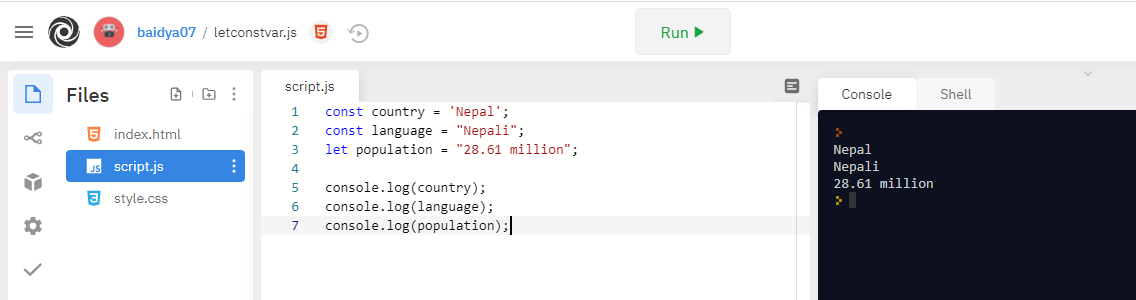 baidya07 / letconstvar.js
Run
Files
index.html
script.js
style.css
script.js
1 const country = 'Nepal';
2 const language = "Nepali";
3 let population = "28.61 million";
4
5 console.log(country);
6 console.log(language);
7 console.log(population);
Console Shell
Nepal
Nepali
28.61 million